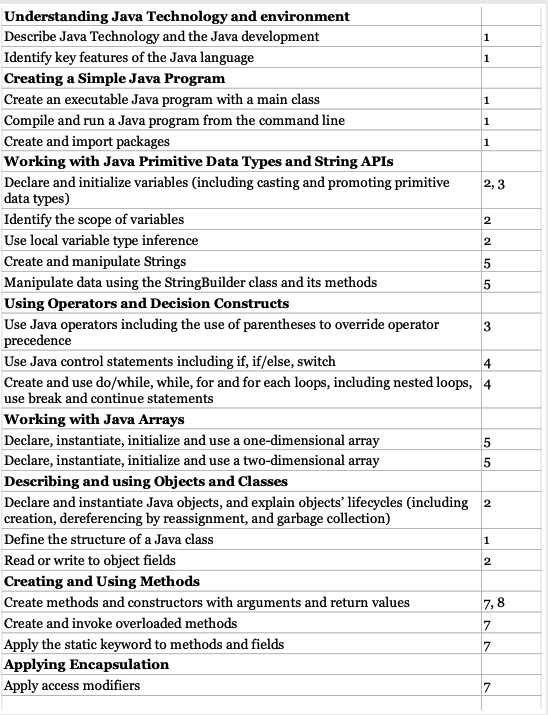 Understanding Java Technology and environment
Describe Java Technology and the Java development 1
Identify key features of the Java language 1
Creating a Simple Java Program
Create an executable Java program with a main class 1
Compile and run a Java program from the command line 1
Create and import packages 1
Working with Java Primitive Data Types and String APIs
Declare and initialize variables (including casting and promoting primitive 2, 3
data types)
Identify the scope of variables 2
Use local variable type inference 2
Create and manipulate Strings 5
Manipulate data using the StringBuilder class and its methods 5
Using Operators and Decision Constructs
Use Java operators including the use of parentheses to override operator 3
precedence
Use Java control statements including if, if/else, switch 4
Create and use do/while, while, for and for each loops, including nested loops, 4
use break and continue statements
Working with Java Arrays
Declare, instantiate, initialize and use a one-dimensional array 5
Declare, instantiate, initialize and use a two-dimensional array 5
Describing and using Objects and Classes
Declare and instantiate Java objects, and explain objects’ lifecycles (including 2
creation, dereferencing by reassignment, and garbage collection)
Define the structure of a Java class 1
Read or write to object fields 2
Creating and Using Methods
Create methods and constructors with arguments and return values 7, 8
Create and invoke overloaded methods 7
Apply the static keyword to methods and fields 7
Applying Encapsulation
Apply access modifiers 7